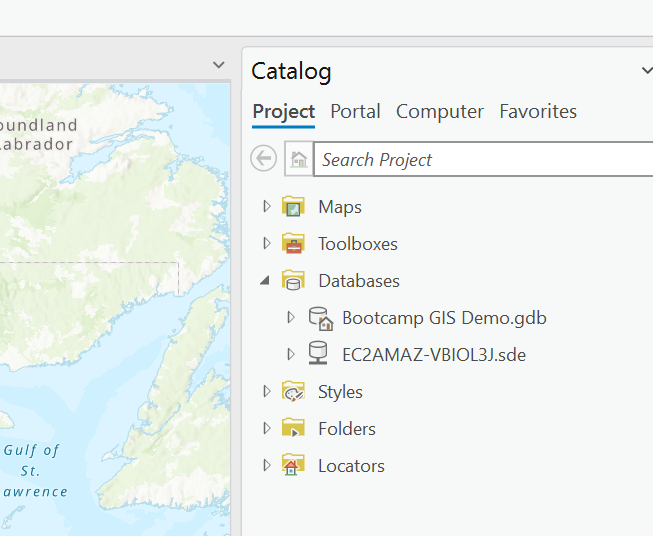 Catalog
Project Portal Computer Favorites
Search Project
Maps
Toolboxes
Databases
Bootcamp GIS Demo.gdb
EC2AMAZ-VBIOL3J.sde
Styles
Folders
Locators
oundland
abrador
Gulf of
St.
awrence